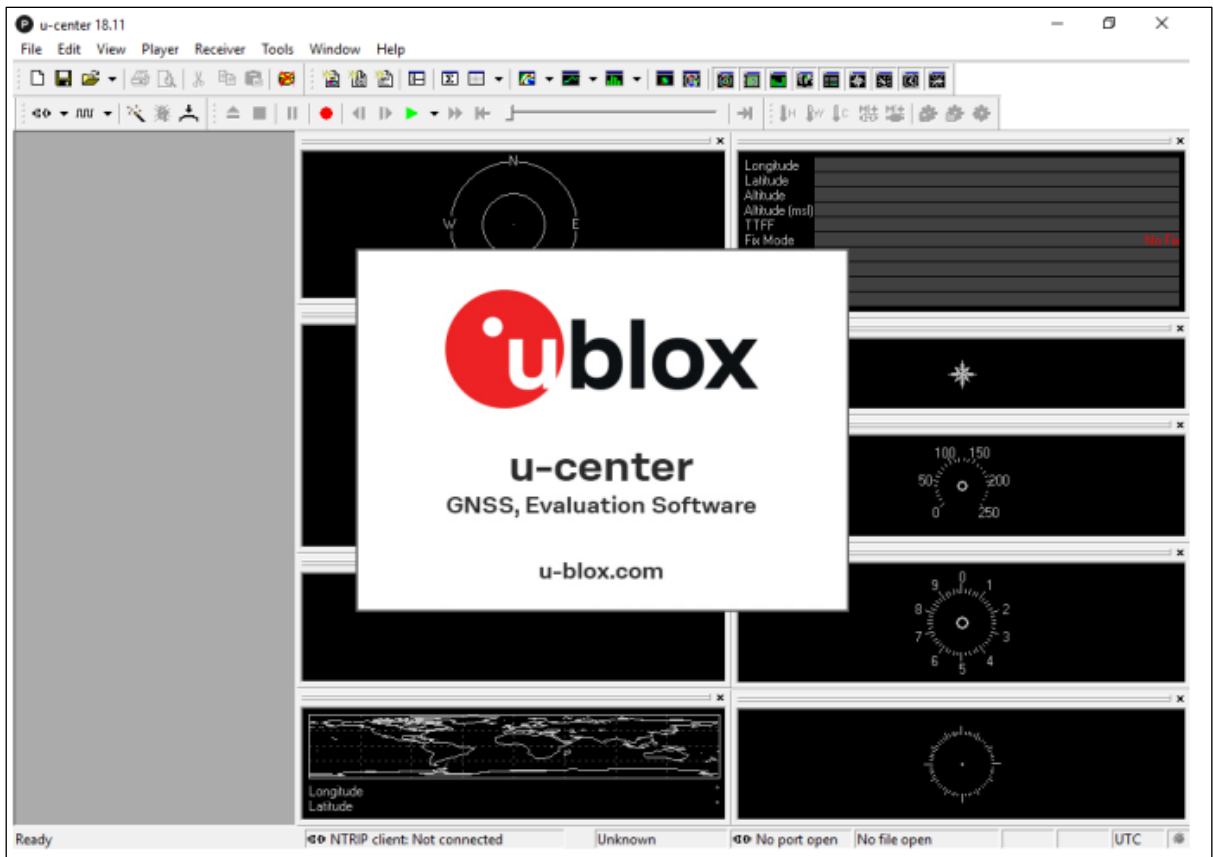 u-center 18.11
File Edit View Player Receiver Tools Window Help
N
W E
Longitude
Latitude
Altitude
Altitude (msl)
TTFF
Fix Mode No Fix
ublox
u-center
GNSS, Evaluation Software
u-blox.com
100 150
50 200
0 250
0
9 1
8 2
7 3
6 4
5
Longitude °
Latitude °
Ready NTRIP client: Not connected Unknown No port open No file open UTC